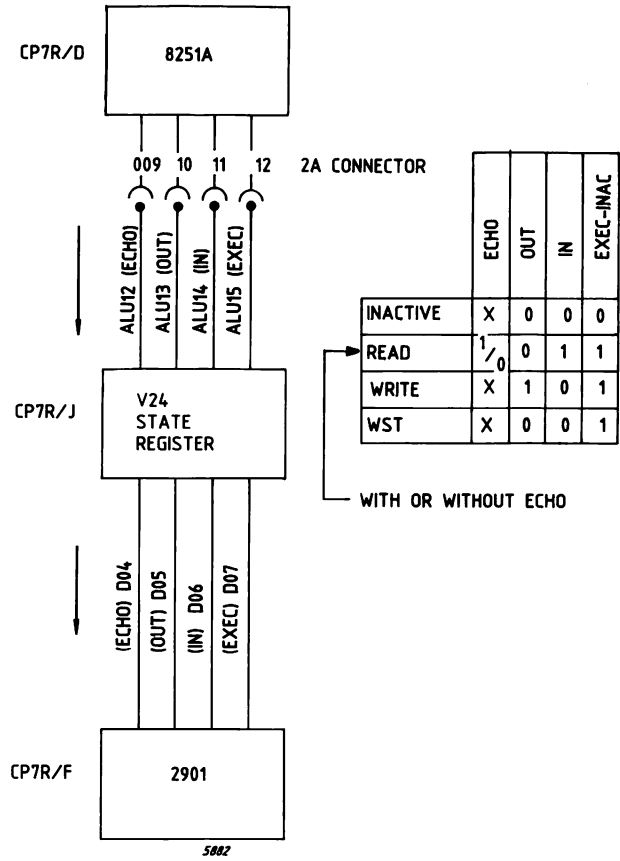 CP7R/D
8251A
009 10 11 12 2A CONNECTOR
ALU12 (ECHO)
ALU13 (OUT)
ALU14 (IN)
ALU15 (EXEC)
ECHO OUT IN EXEC-INAC
INACTIVE X 0 0 0
READ 1/0 0 1 1
WRITE X 1 0 1
WST X 0 0 1
WITH OR WITHOUT ECHO
CP7R/J
V24
STATE
REGISTER
(ECHO) D04
(OUT) D05
(IN) D06
(EXEC) D07
CP7R/F
2901
5882